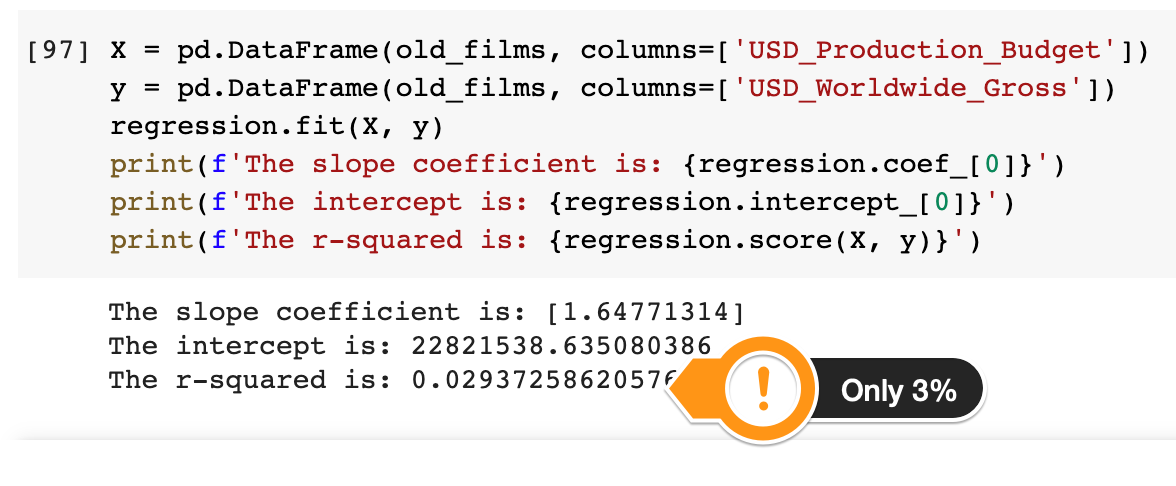 [97] X = pd.DataFrame(old_films, columns=['USD_Production_Budget'])
y = pd.DataFrame(old_films, columns=['USD_Worldwide_Gross'])
regression.fit(X, y)
print(f'The slope coefficient is: {regression.coef_[0]}')
print(f'The intercept is: {regression.intercept_[0]}')
print(f'The r-squared is: {regression.score(X, y)}')
The slope coefficient is: [1.64771314]
The intercept is: 22821538.635080386
The r-squared is: 0.02937258620576
Only 3%